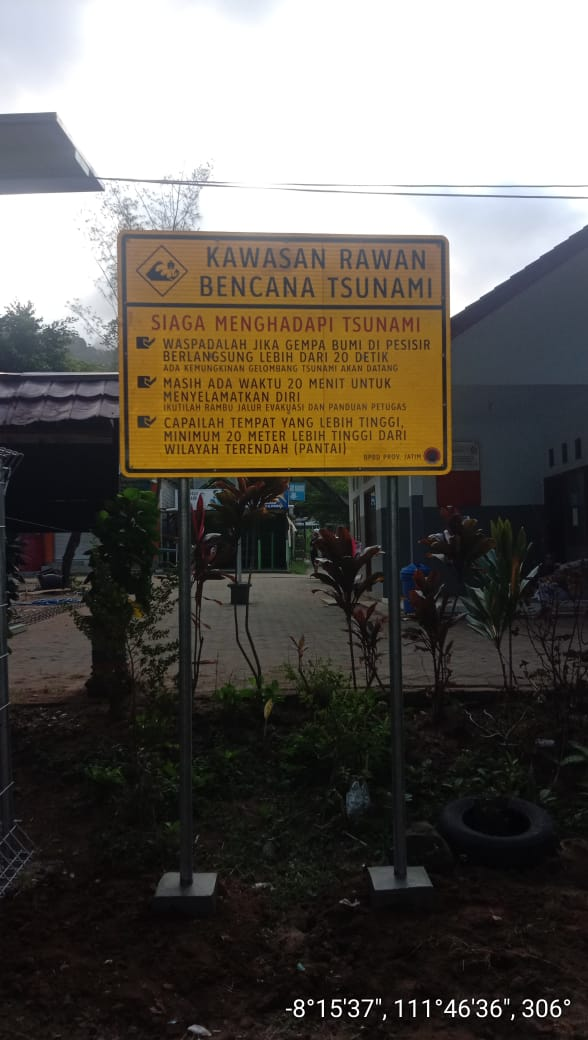 KAWASAN RAWAN
BENCANA TSUNAMI
SIAGA MENGHADAPI TSUNAMI
WASPADALAH JIKA GEMPA BUMI DI PESISIR
BERLANGSUNG LEBIH DARI 20 DETIK
ADA KEMUNGKINAN GELOMBANG TSUNAMI AKAN DATANG
MASIH ADA WAKTU 20 MENIT UNTUK
MENYELAMATKAN DIRI
IKUTILAH RAMBU JALUR EVAKUASI DAN PANDUAN PETUGAS
CAPAILAH TEMPAT YANG LEBIH TINGGI,
MINIMUM 20 METER LEBIH TINGGI DARI
WILAYAH TERENDAH (PANTAI)
BPBD PROV. JATIM
-8°15'37", 111°46'36", 306°